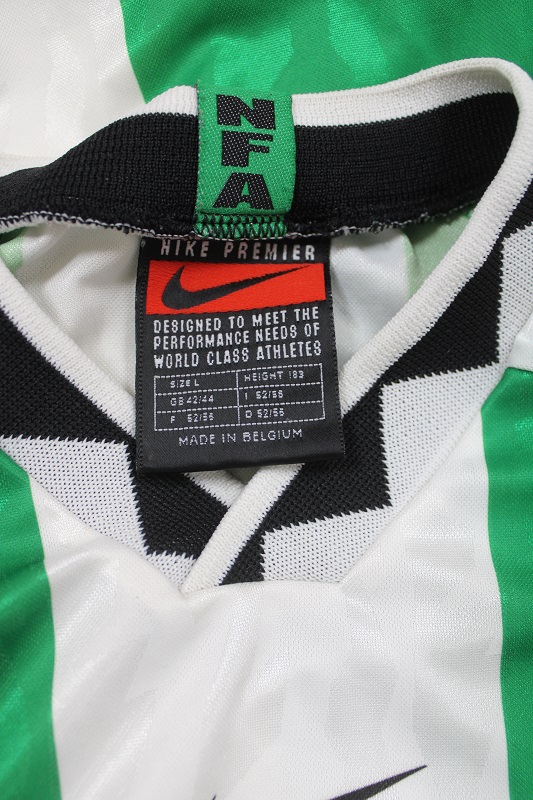 NFA
NIKE PREMIER
DESIGNED TO MEET THE
PERFORMANCE NEEDS OF
WORLD CLASS ATHLETES
SIZE L HEIGHT 183
GB 42/44 I 52/56
F 52/56 D 52/56
MADE IN BELGIUM